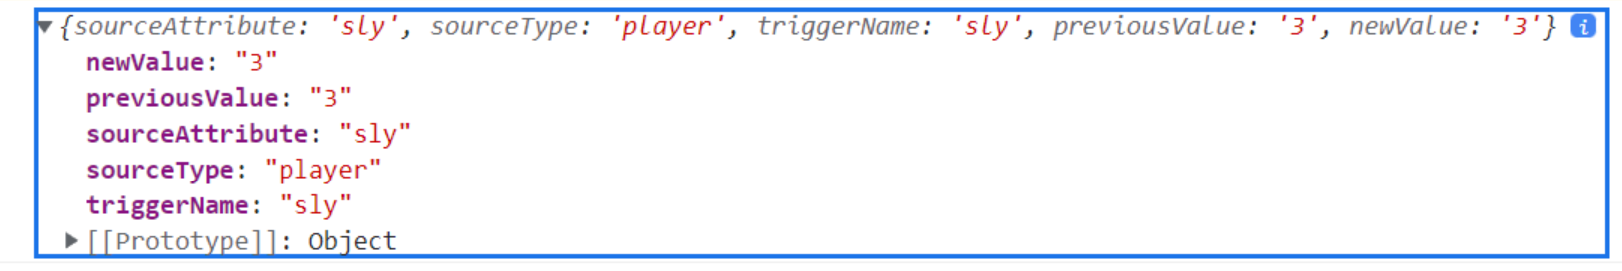 ▼{sourceAttribute: 'sly', sourceType: 'player', triggerName: 'sly', previousValue: '3', newValue: '3'} i
newValue: "3"
previousValue: "3"
sourceAttribute: "sly"
sourceType: "player"
triggerName: "sly"
▶[[Prototype]]: Object